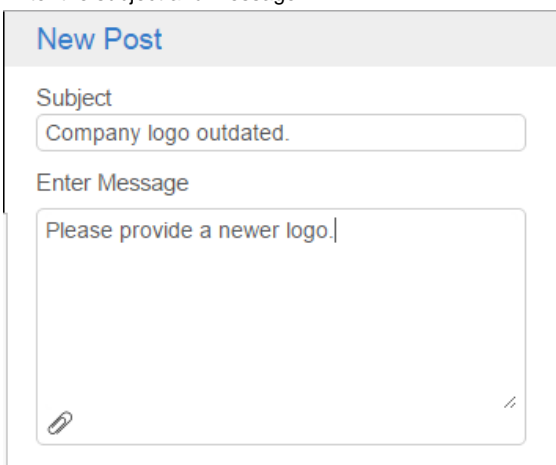 New Post
Subject
Company logo outdated.
Enter Message
Please provide a newer logo.